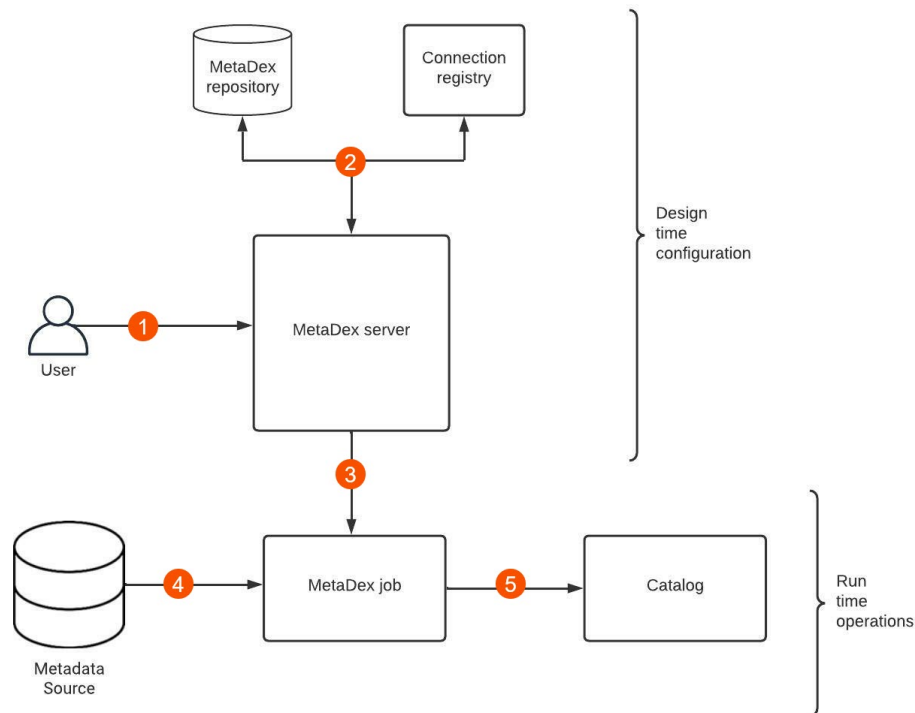 MetaDex
repository
Connection
registry
2
Design
time
configuration
1
MetaDex server
User
3
4
MetaDex job
5
Catalog
Run
time
operations
Metadata
Source